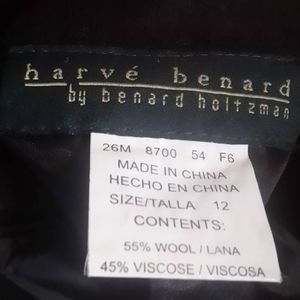 harvé benard
by benard holtzman
26M 8700 54 F6
MADE IN CHINA
HECHO EN CHINA
SIZE/TALLA 12
CONTENTS:
55% WOOL / LANA
45% VISCOSE / VISCOSA